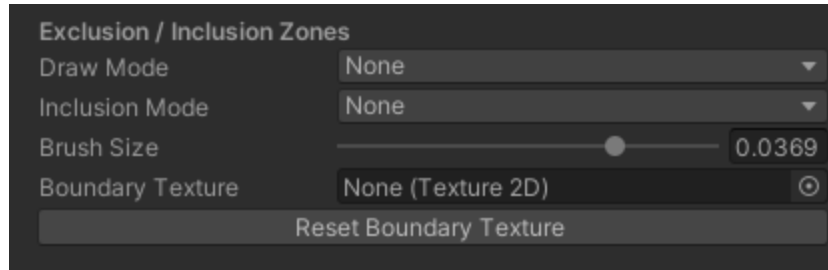 Exclusion / Inclusion Zones
Draw Mode None
Inclusion Mode None
Brush Size 0.0369
Boundary Texture None (Texture 2D)
Reset Boundary Texture